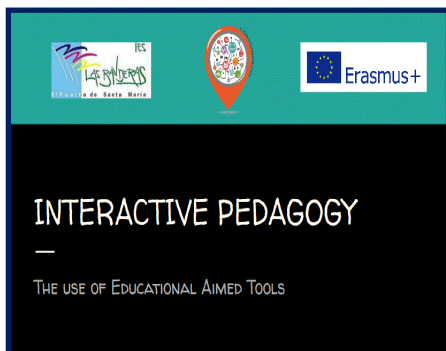 IES
LAS BANDERAS
El Puerto de Santa María
Erasmus+
INTERACTIVE PEDAGOGY
THE USE OF EDUCATIONAL AIMED TOOLS